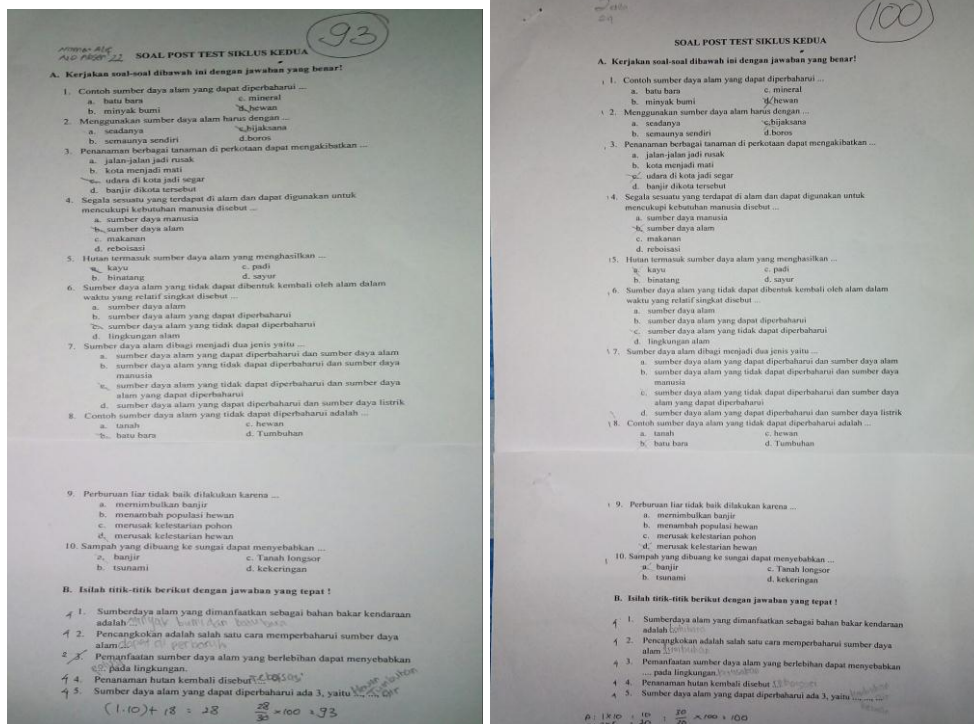 93
SOAL POST TEST SIKLUS KEDUA
A. Kerjakan soal-soal dibawah ini dengan jawaban yang benar!
1. Contoh sumber daya alam yang dapat diperbaharui ...
a. batu bara c. mineral
b. minyak bumi d. hewan
2. Menggunakan sumber daya alam harus dengan ...
a. seadanya c.bijaksana
b. semaunya sendiri d.boros
3. Penanaman berbagai tanaman di perkotaan dapat mengakibatkan ...
a. jalan-jalan jadi rusak
b. kota menjadi mati
c. udara di kota jadi segar
d. banjir dikota tersebut
4. Segala sesuatu yang terdapat di alam dan dapat digunakan untuk
mencukupi kebutuhan manusia disebut ...
a. sumber daya manusia
b. sumber daya alam
c. makanan
d. reboisasi
5. Hutan termasuk sumber daya alam yang menghasilkan ...
a. kayu c. padi
b. binatang d. sayur
6. Sumber daya alam yang tidak dapat dibentuk kembali oleh alam dalam
waktu yang relatif singkat disebut ...
a. sumber daya alam
b. sumber daya alam yang dapat diperbaharui
c. sumber daya alam yang tidak dapat diperbaharui
d. lingkungan alam
7. Sumber daya alam dibagi menjadi dua jenis yaitu ...
a. sumber daya alam yang dapat diperbaharui dan sumber daya alam
b. sumber daya alam yang tidak dapat diperbaharui dan sumber daya
manusia
c. sumber daya alam yang tidak dapat diperbaharui dan sumber daya
alam yang dapat diperbaharui
d. sumber daya alam yang dapat diperbaharui dan sumber daya listrik
8. Contoh sumber daya alam yang tidak dapat diperbaharui adalah ...
a. tanah c. hewan
b. batu bara d. Tumbuhan
9. Perburuan liar tidak baik dilakukan karena ...
a. menimbulkan banjir
b. menambah populasi hewan
c. merusak kelestarian pohon
d. merusak kelestarian hewan
10. Sampah yang dibuang ke sungai dapat menyebabkan ...
a. banjir c. Tanah longsor
b. tsunami d. kekeringan
B. Isilah titik-titik berikut dengan jawaban yang tepat !
4 1. Sumberdaya alam yang dimanfaatkan sebagai bahan bakar kendaraan
adalah
4 2. Pencangkokan adalah salah satu cara memperbaharui sumber daya
alam
2 3. Pemanfaatan sumber daya alam yang berlebihan dapat menyebabkan
pada lingkungan.
4 4. Penanaman hutan kembali disebut
4 5. Sumber daya alam yang dapat diperbaharui ada 3, yaitu
(1.10)+ 18 = 28 28/30 ×100 = 93
100
SOAL POST TEST SIKLUS KEDUA
A. Kerjakan soal-soal dibawah ini dengan jawaban yang benar!
1. Contoh sumber daya alam yang dapat diperbaharui ...
a. batu bara c. mineral
b. minyak bumi d. hewan
2. Menggunakan sumber daya alam harus dengan ...
a. seadanya c.bijaksana
b. semaunya sendiri d.boros
3. Penanaman berbagai tanaman di perkotaan dapat mengakibatkan ...
a. jalan-jalan jadi rusak
b. kota menjadi mati
c. udara di kota jadi segar
d. banjir dikota tersebut
4. Segala sesuatu yang terdapat di alam dan dapat digunakan untuk
mencukupi kebutuhan manusia disebut ...
a. sumber daya manusia
b. sumber daya alam
c. makanan
d. reboisasi
5. Hutan termasuk sumber daya alam yang menghasilkan ...
a. kayu c. padi
b. binatang d. sayur
6. Sumber daya alam yang tidak dapat dibentuk kembali oleh alam dalam
waktu yang relatif singkat disebut ...
a. sumber daya alam
b. sumber daya alam yang dapat diperbaharui
c. sumber daya alam yang tidak dapat diperbaharui
d. lingkungan alam
7. Sumber daya alam dibagi menjadi dua jenis yaitu ...
a. sumber daya alam yang dapat diperbaharui dan sumber daya alam
b. sumber daya alam yang tidak dapat diperbaharui dan sumber daya
manusia
c. sumber daya alam yang tidak dapat diperbaharui dan sumber daya
alam yang dapat diperbaharui
d. sumber daya alam yang dapat diperbaharui dan sumber daya listrik
8. Contoh sumber daya alam yang tidak dapat diperbaharui adalah ...
a. tanah c. hewan
b. batu bara d. Tumbuhan
9. Perburuan liar tidak baik dilakukan karena ...
a. menimbulkan banjir
b. menambah populasi hewan
c. merusak kelestarian pohon
d. merusak kelestarian hewan
10. Sampah yang dibuang ke sungai dapat menyebabkan ...
a. banjir c. Tanah longsor
b. tsunami d. kekeringan
B. Isilah titik-titik berikut dengan jawaban yang tepat !
4 1. Sumberdaya alam yang dimanfaatkan sebagai bahan bakar kendaraan
adalah
4 2. Pencangkokan adalah salah satu cara memperbaharui sumber daya
alam
4 3. Pemanfaatan sumber daya alam yang berlebihan dapat menyebabkan
.... pada lingkungan.
4 4. Penanaman hutan kembali disebut
4 5. Sumber daya alam yang dapat diperbaharui ada 3, yaitu